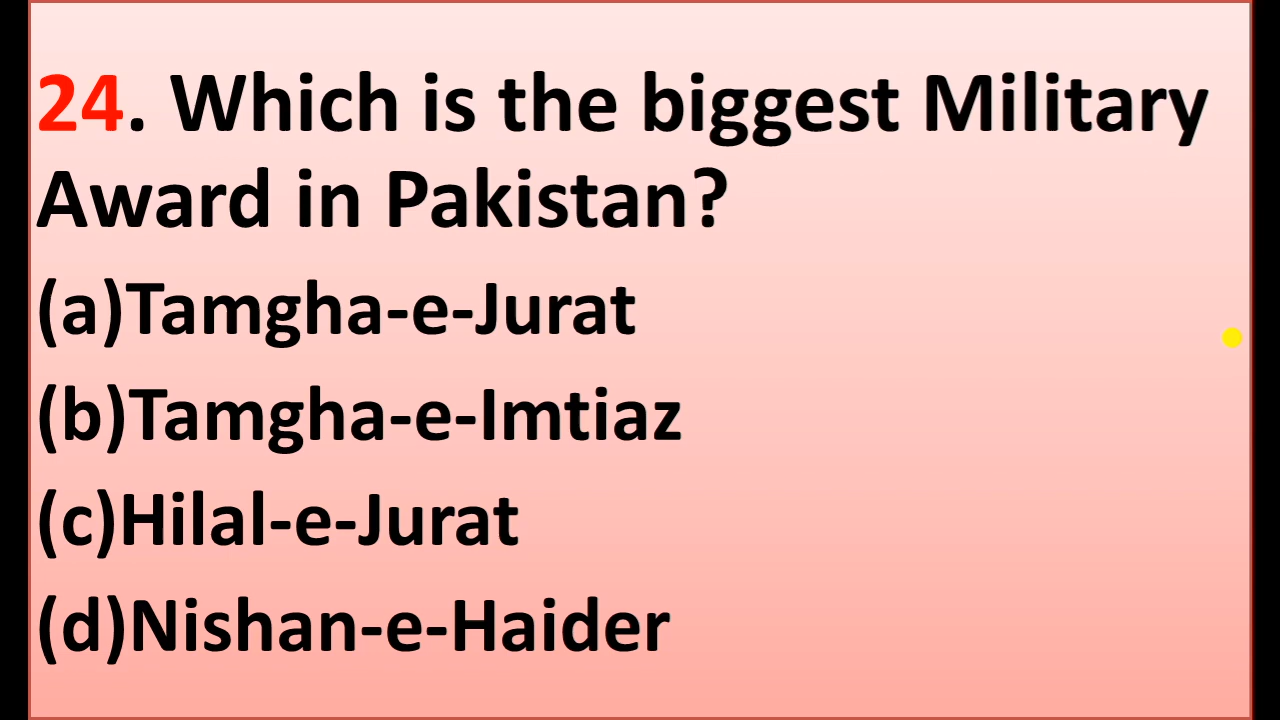 24. Which is the biggest Military
Award in Pakistan?
(a)Tamgha-e-Jurat
(b)Tamgha-e-Imtiaz
(c)Hilal-e-Jurat
(d)Nishan-e-Haider